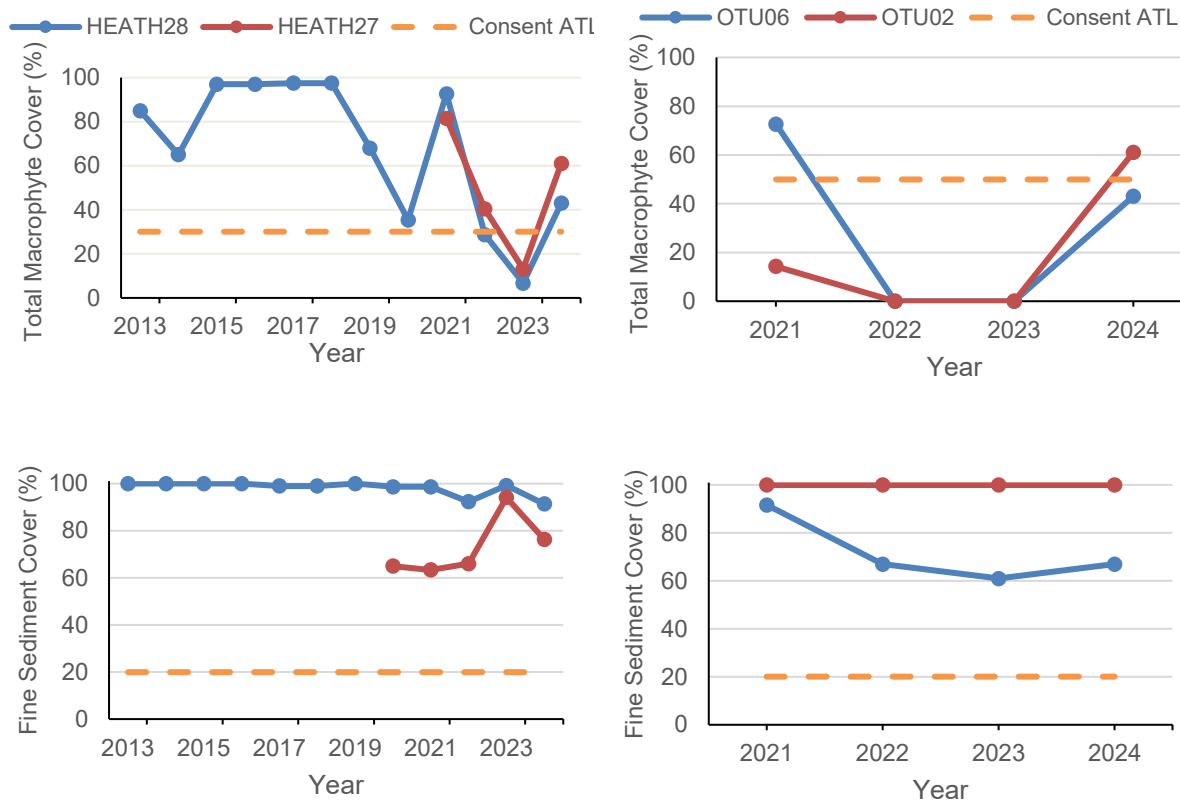 HEATH28 HEATH27 Consent ATL
Total Macrophyte Cover (%)
100
80
60
40
20
0
2013 2015 2017 2019 2021 2023
Year
OTU06 OTU02 Consent ATL
Total Macrophyte Cover (%)
100
80
60
40
20
0
2021 2022 2023 2024
Year
Fine Sediment Cover (%)
100
80
60
40
20
0
2013 2015 2017 2019 2021 2023
Year
Fine Sediment Cover (%)
100
80
60
40
20
0
2021 2022 2023 2024
Year